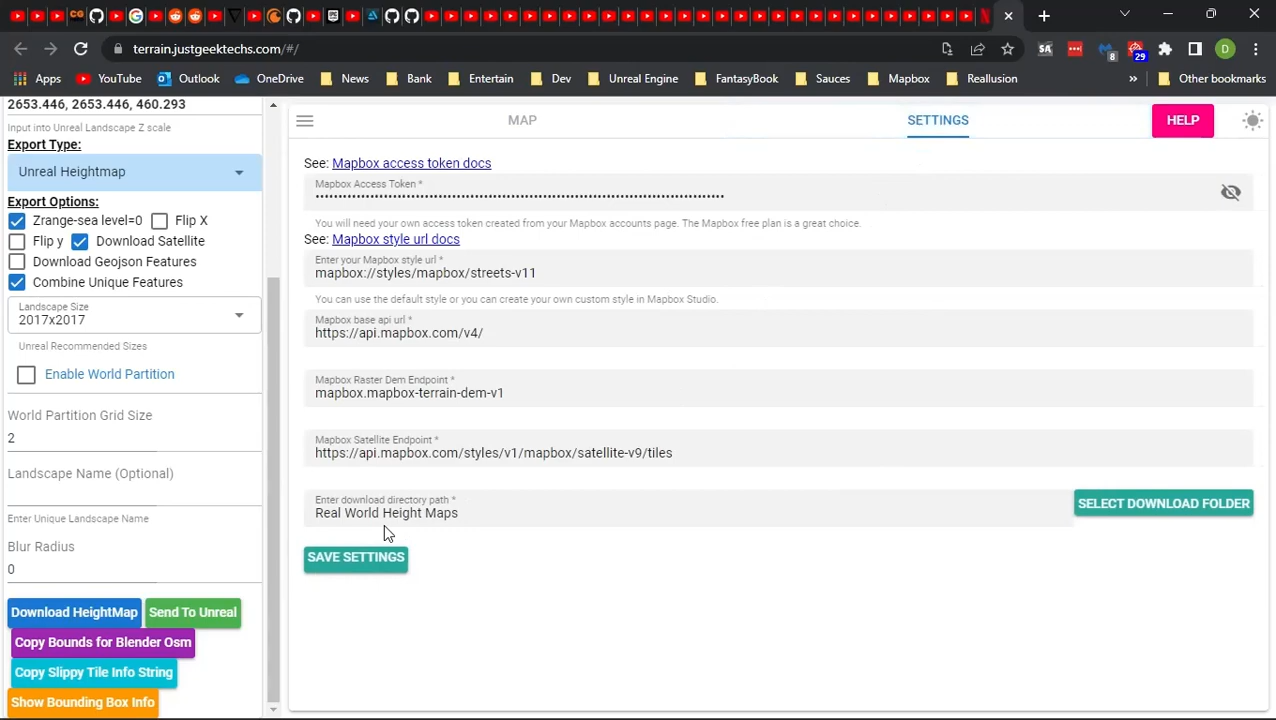 CG
terrain.justgeektechs.com/#/
SA
8
29
D
Apps
YouTube
Outlook
OneDrive
News
Bank
Entertain
Dev
Unreal Engine
FantasyBook
Sauces
Mapbox
Reallusion
»
Other bookmarks
2653.446, 2653.446, 460.293
Input into Unreal Landscape Z scale
Export Type:
Unreal Heightmap
Export Options:
Zrange-sea level=0 Flip X
Flip y Download Satellite
Download Geojson Features
Combine Unique Features
Landscape Size
2017x2017
Unreal Recommended Sizes
Enable World Partition
World Partition Grid Size
2
Landscape Name (Optional)
Enter Unique Landscape Name
Blur Radius
0
Download HeightMap
Send To Unreal
Copy Bounds for Blender Osm
Copy Slippy Tile Info String
Show Bounding Box Info
MAP
SETTINGS
HELP
See: Mapbox access token docs
Mapbox Access Token *
You will need your own access token created from your Mapbox accounts page. The Mapbox free plan is a great choice.
See: Mapbox style url docs
Enter your Mapbox style url *
mapbox://styles/mapbox/streets-v11
You can use the default style or you can create your own custom style in Mapbox Studio.
Mapbox base api url *
https://api.mapbox.com/v4/
Mapbox Raster Dem Endpoint *
mapbox.mapbox-terrain-dem-v1
Mapbox Satellite Endpoint *
https://api.mapbox.com/styles/v1/mapbox/satellite-v9/tiles
Enter download directory path *
Real World Height Maps
SELECT DOWNLOAD FOLDER
SAVE SETTINGS